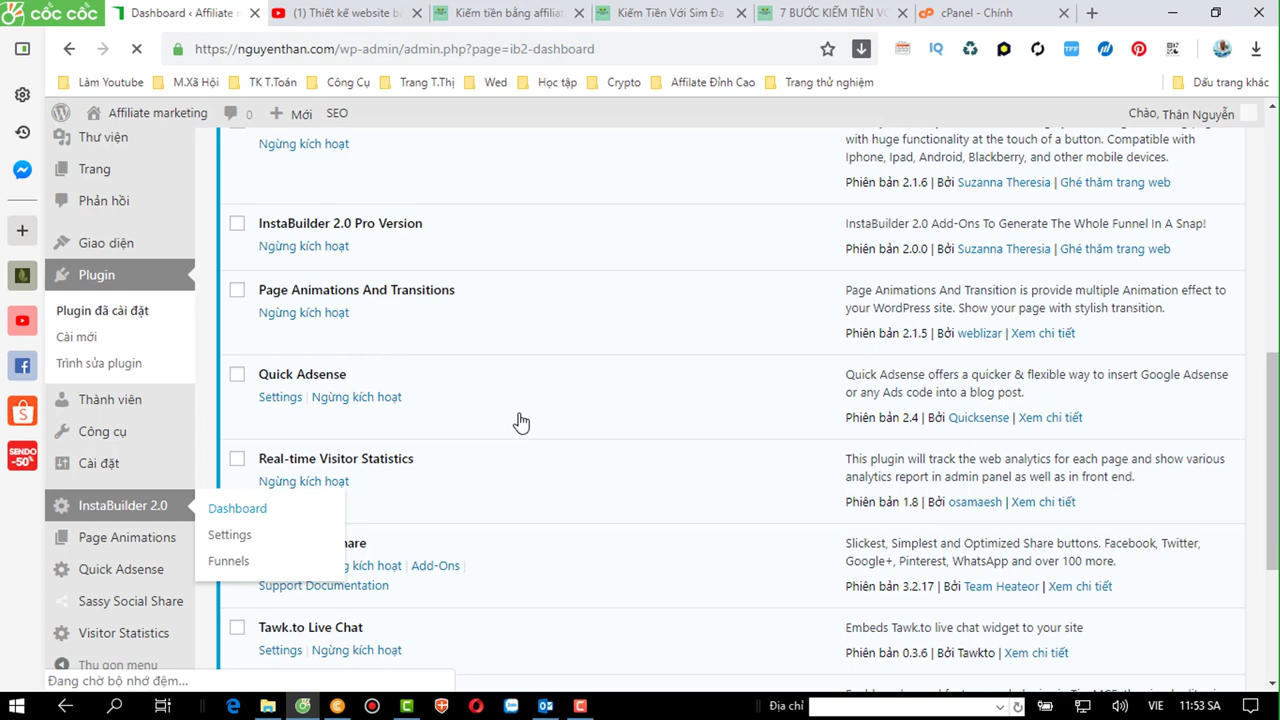 cốc cốc
Dashboard ‹ Affiliate
(1) Thiết kế website b
Kiên tiền bằng affiliat
Kiếm Tiền Với Sim Đa
7 BƯỚC KIẾM TIỀN VỚ
cPanel - Chính
https://nguyenthan.com/wp-admin/admin.php?page=ib2-dashboard
IQ
TFF
Làm Youtube
M.Xã Hội
TK T.Toán
Công Cụ
Trang T.Thị
Wed
Học tập
Crypto
Affilate Đỉnh Cao
Trang thử nghiệm
Dấu trang khác
Affiliate marketing
0
Mới
SEO
Chào, Thân Nguyễn
Thư viện
Trang
Phản hồi
Giao diện
Plugin
Plugin đã cài đặt
Cài mới
Trình sửa plugin
Thành viên
Công cụ
Cài đặt
InstaBuilder 2.0
Page Animations
Quick Adsense
Sassy Social Share
Visitor Statistics
Thu gọn menu
Dashboard
Settings
Funnels
SENDO
-50%
Ngừng kích hoạt
with huge functionality at the touch of a button. Compatible with
Iphone, Ipad, Android, Blackberry, and other mobile devices.
Phiên bản 2.1.6 | Bởi Suzanna Theresia | Ghé thăm trang web
InstaBuilder 2.0 Pro Version
Ngừng kích hoạt
InstaBuilder 2.0 Add-Ons To Generate The Whole Funnel In A Snap!
Phiên bản 2.0.0 | Bởi Suzanna Theresia | Ghé thăm trang web
Page Animations And Transitions
Ngừng kích hoạt
Page Animations And Transition is provide multiple Animation effect to
your WordPress site. Show your page with stylish transition.
Phiên bản 2.1.5 | Bởi weblizar | Xem chi tiết
Quick Adsense
Settings | Ngừng kích hoạt
Quick Adsense offers a quicker & flexible way to insert Google Adsense
or any Ads code into a blog post.
Phiên bản 2.4 | Bởi Quicksense | Xem chi tiết
Real-time Visitor Statistics
Ngừng kích hoạt
This plugin will track the web analytics for each page and show various
analytics report in admin panel as well as in front end.
Phiên bản 1.8 | Bởi osamaesh | Xem chi tiết
hare
g kích hoạt | Add-Ons |
Support Documentation
Slickest, Simplest and Optimized Share buttons. Facebook, Twitter,
Google+, Pinterest, WhatsApp and over 100 more.
Phiên bản 3.2.17 | Bởi Team Heateor | Xem chi tiết
Tawk.to Live Chat
Settings | Ngừng kích hoạt
Embeds Tawk.to live chat widget to your site
Phiên bản 0.3.6 | Bởi Tawkto | Xem chi tiết
Đang chờ bộ nhớ đệm...
Địa chỉ
VIE
11:53 SA